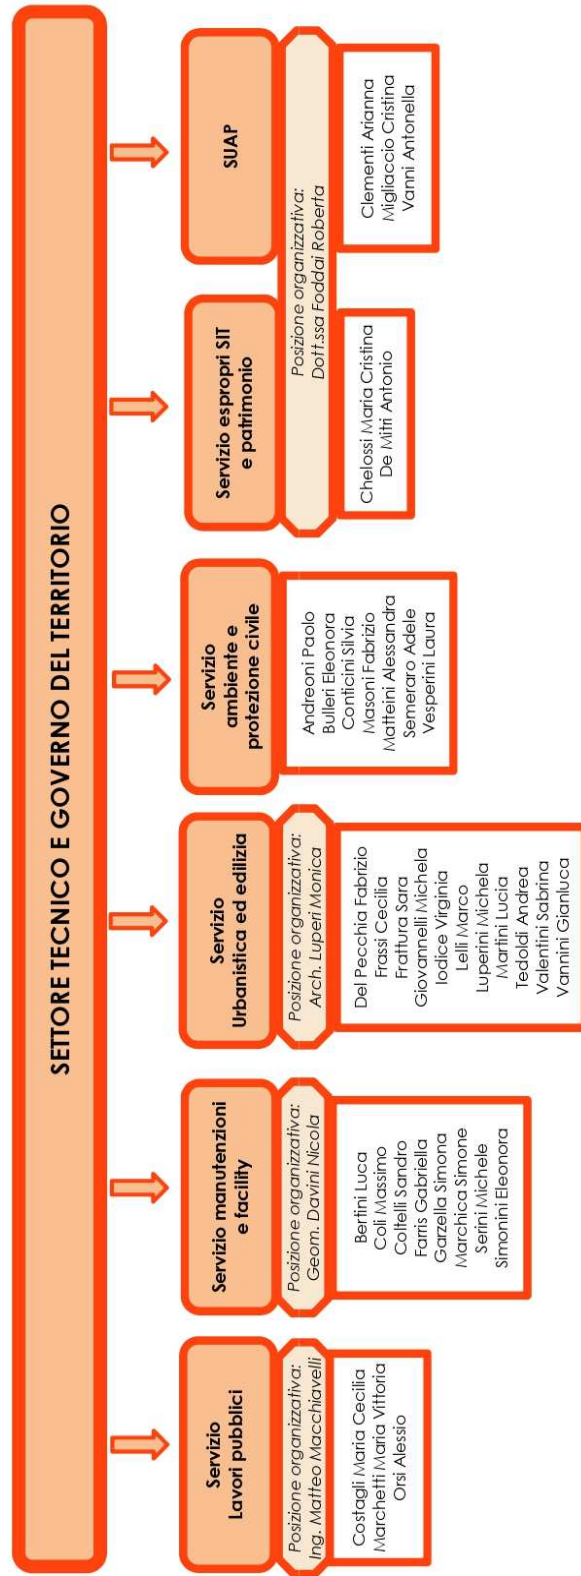 SETTORE TECNICO E GOVERNO DEL TERRITORIO
Servizio
Lavori pubblici
Posizione organizzativa:
Ing. Matteo Macchiavelli
Costagli Maria Cecilia
Marchetti Maria Vittoria
Orsi Alessio
Servizio manutenzioni
e facility
Posizione organizzativa:
Geom. Davini Nicola
Bertini Luca
Coli Massimo
Coltelli Sandro
Farris Gabriella
Garzella Simona
Marchica Simone
Serini Michele
Simonini Eleonora
Servizio
Urbanistica ed edilizia
Posizione organizzativa:
Arch. Luperi Monica
Del Pecchia Fabrizio
Frassi Cecilia
Frattura Sara
Giovannelli Michela
Iodice Virginia
Lelli Marco
Luperini Michela
Martini Lucia
Tedoldi Andrea
Valentini Sabrina
Vannini Gianluca
Servizio
ambiente e
protezione civile
Andreoni Paolo
Bulleri Eleonora
Conticini Silvia
Masoni Fabrizio
Matteini Alessandra
Semeraro Adele
Vesperini Laura
Servizio espropri SIT
e patrimonio
SUAP
Posizione organizzativa:
Dott.ssa Foddai Roberta
Chelossi Maria Cristina
De Mitri Antonio
Clementi Arianna
Migliaccio Cristina
Vanni Antonella